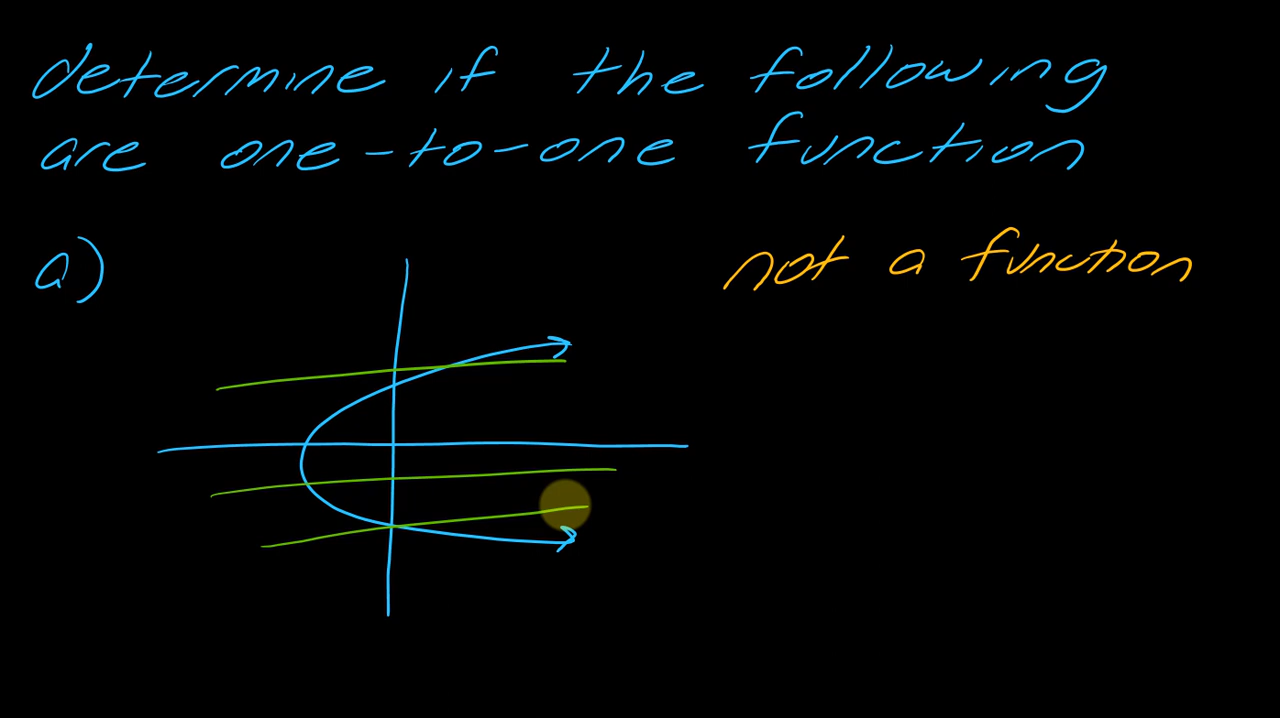 determine if the following
are one-to-one function
a)
not a function